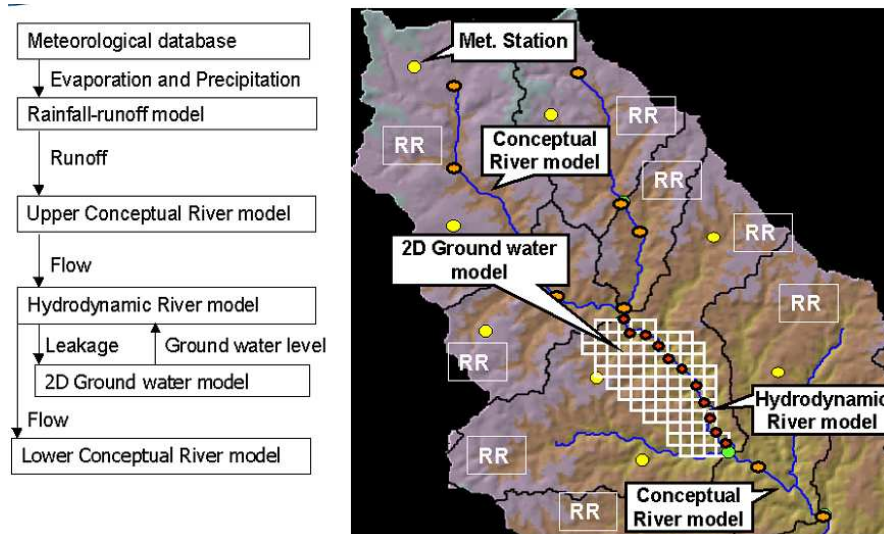 Meteorological database
Evaporation and Precipitation
Rainfall-runoff model
Runoff
Upper Conceptual River model
Flow
Hydrodynamic River model
Leakage
Ground water level
2D Ground water model
Flow
Lower Conceptual River model
Met. Station
RR
Conceptual
River model
RR
RR
2D Ground water
model
RR
RR
RR
Hydrodynamic
River model
RR
Conceptual
River model
RR